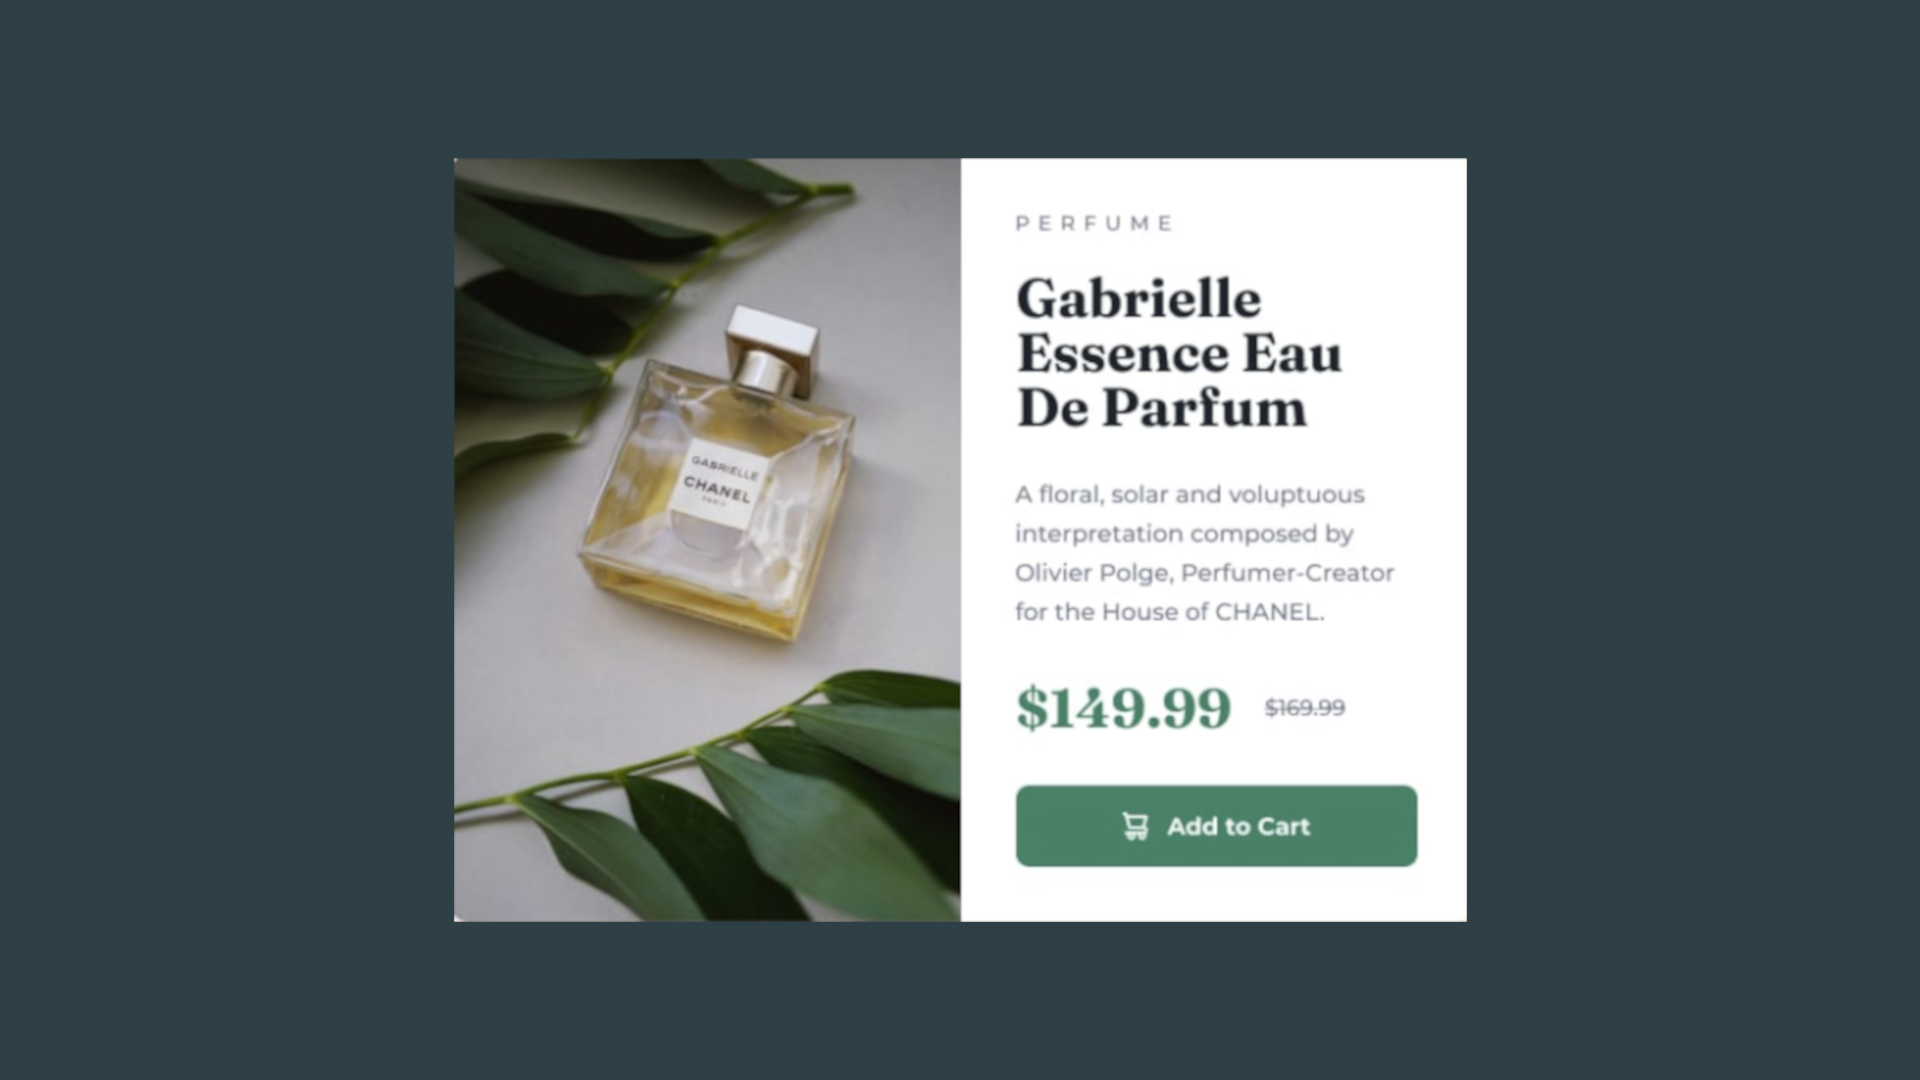 GABRIELLE
CHANEL
PARIS
PERFUME
Gabrielle
Essence Eau
De Parfum
A floral, solar and voluptuous
interpretation composed by
Olivier Polge, Perfumer-Creator
for the House of CHANEL.
$149.99 $169.99
Add to Cart